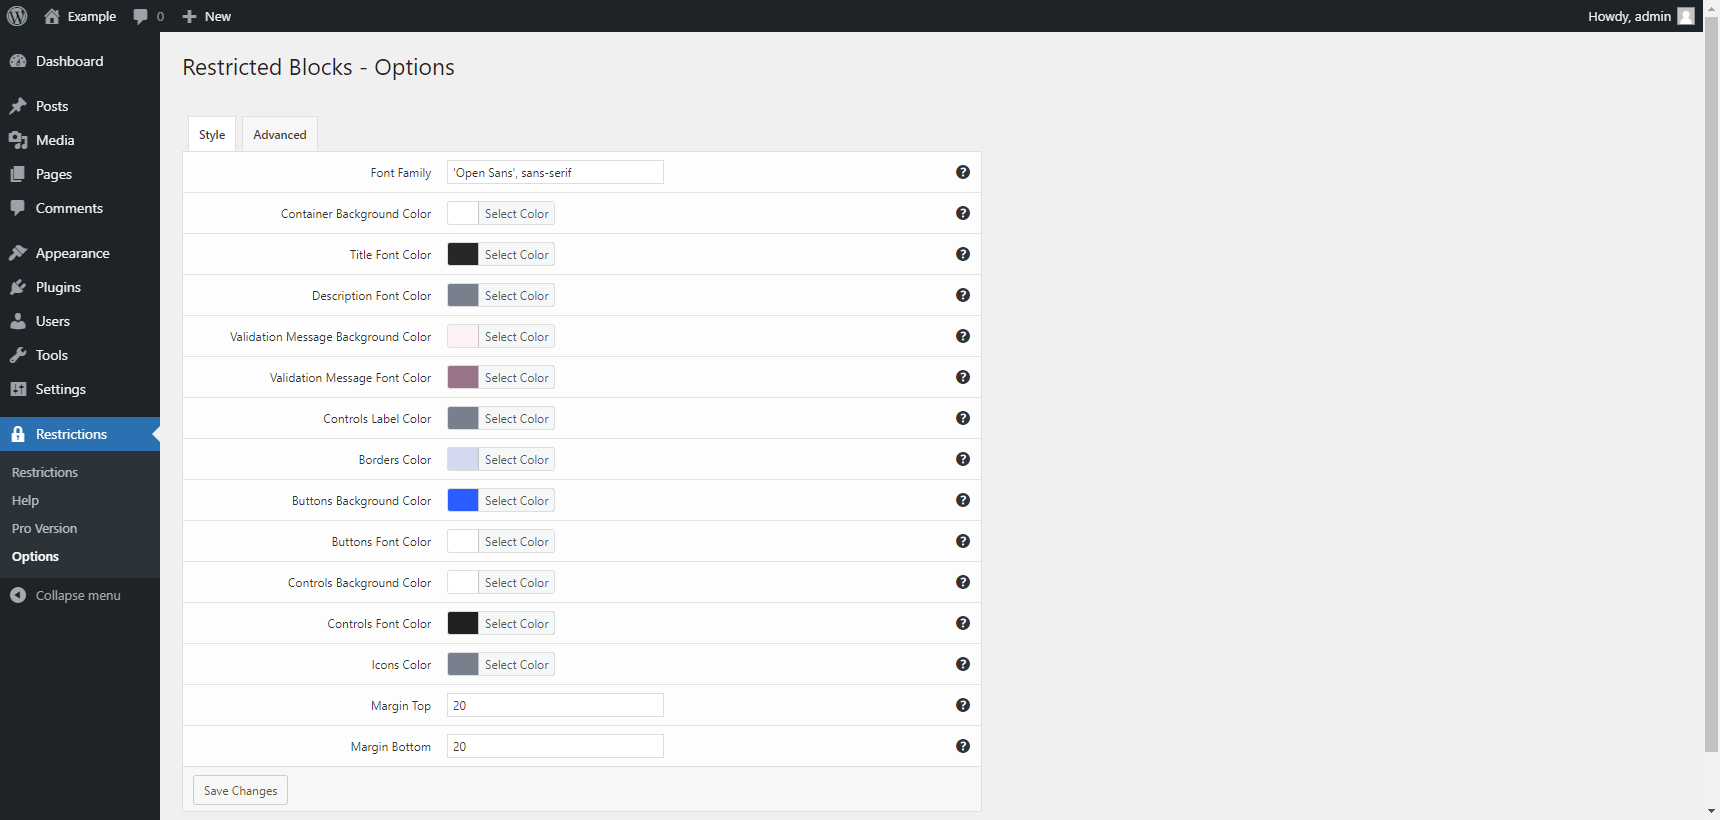 Example 0 New Howdy, admin
Dashboard
Posts
Media
Pages
Comments
Appearance
Plugins
Users
Tools
Settings
Restrictions
Restrictions
Help
Pro Version
Options
Collapse menu
Restricted Blocks - Options
Style Advanced
Font Family 'Open Sans', sans-serif
Container Background Color Select Color
Title Font Color Select Color
Description Font Color Select Color
Validation Message Background Color Select Color
Validation Message Font Color Select Color
Controls Label Color Select Color
Borders Color Select Color
Buttons Background Color Select Color
Buttons Font Color Select Color
Controls Background Color Select Color
Controls Font Color Select Color
Icons Color Select Color
Margin Top 20
Margin Bottom 20
Save Changes